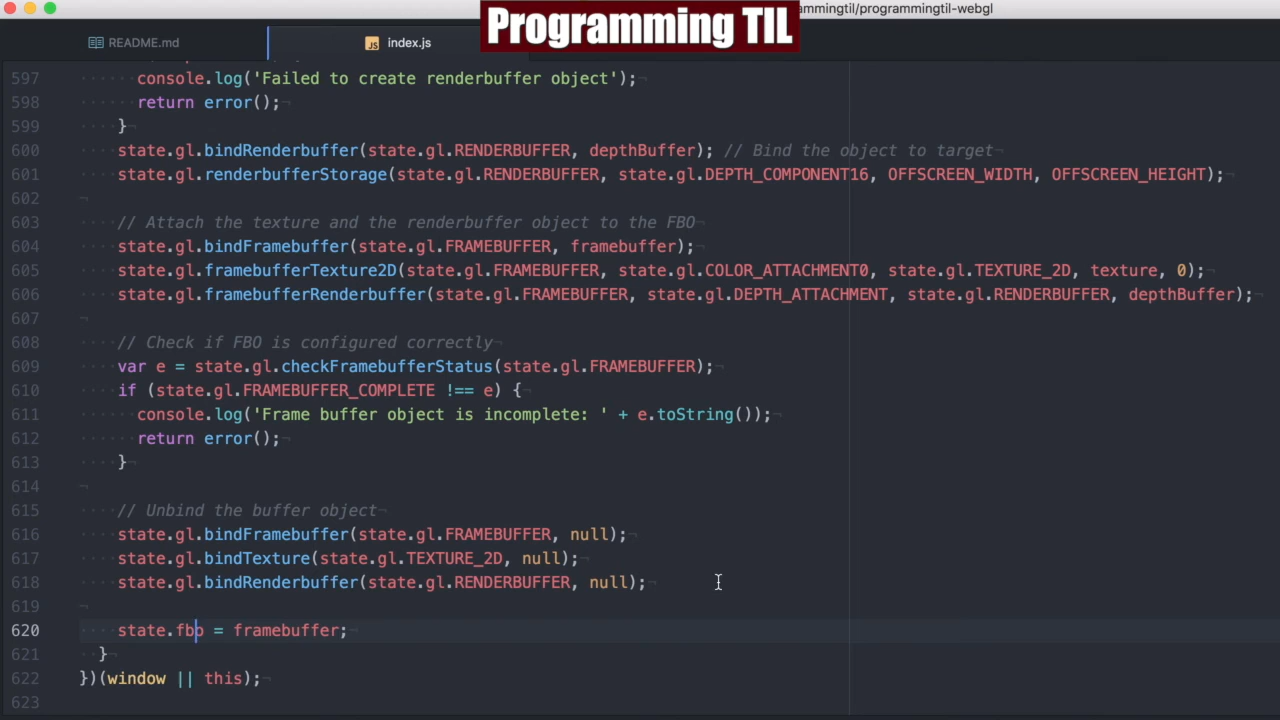 Programming TIL
mmingtil/programmingtil-webgl
README.md
index.js
597 console.log('Failed to create renderbuffer object');
598 return error();
599 }
600 state.gl.bindRenderbuffer(state.gl.RENDERBUFFER, depthBuffer); // Bind the object to target
601 state.gl.renderbufferStorage(state.gl.RENDERBUFFER, state.gl.DEPTH_COMPONENT16, OFFSCREEN_WIDTH, OFFSCREEN_HEIGHT);
602
603 // Attach the texture and the renderbuffer object to the FBO
604 state.gl.bindFramebuffer(state.gl.FRAMEBUFFER, framebuffer);
605 state.gl.framebufferTexture2D(state.gl.FRAMEBUFFER, state.gl.COLOR_ATTACHMENT0, state.gl.TEXTURE_2D, texture, 0);
606 state.gl.framebufferRenderbuffer(state.gl.FRAMEBUFFER, state.gl.DEPTH_ATTACHMENT, state.gl.RENDERBUFFER, depthBuffer);
607
608 // Check if FBO is configured correctly
609 var e = state.gl.checkFramebufferStatus(state.gl.FRAMEBUFFER);
610 if (state.gl.FRAMEBUFFER_COMPLETE !== e) {
611 console.log('Frame buffer object is incomplete: ' + e.toString());
612 return error();
613 }
614
615 // Unbind the buffer object
616 state.gl.bindFramebuffer(state.gl.FRAMEBUFFER, null);
617 state.gl.bindTexture(state.gl.TEXTURE_2D, null);
618 state.gl.bindRenderbuffer(state.gl.RENDERBUFFER, null);
619
620 state.fbo = framebuffer;
621 }
622 })(window || this);
623